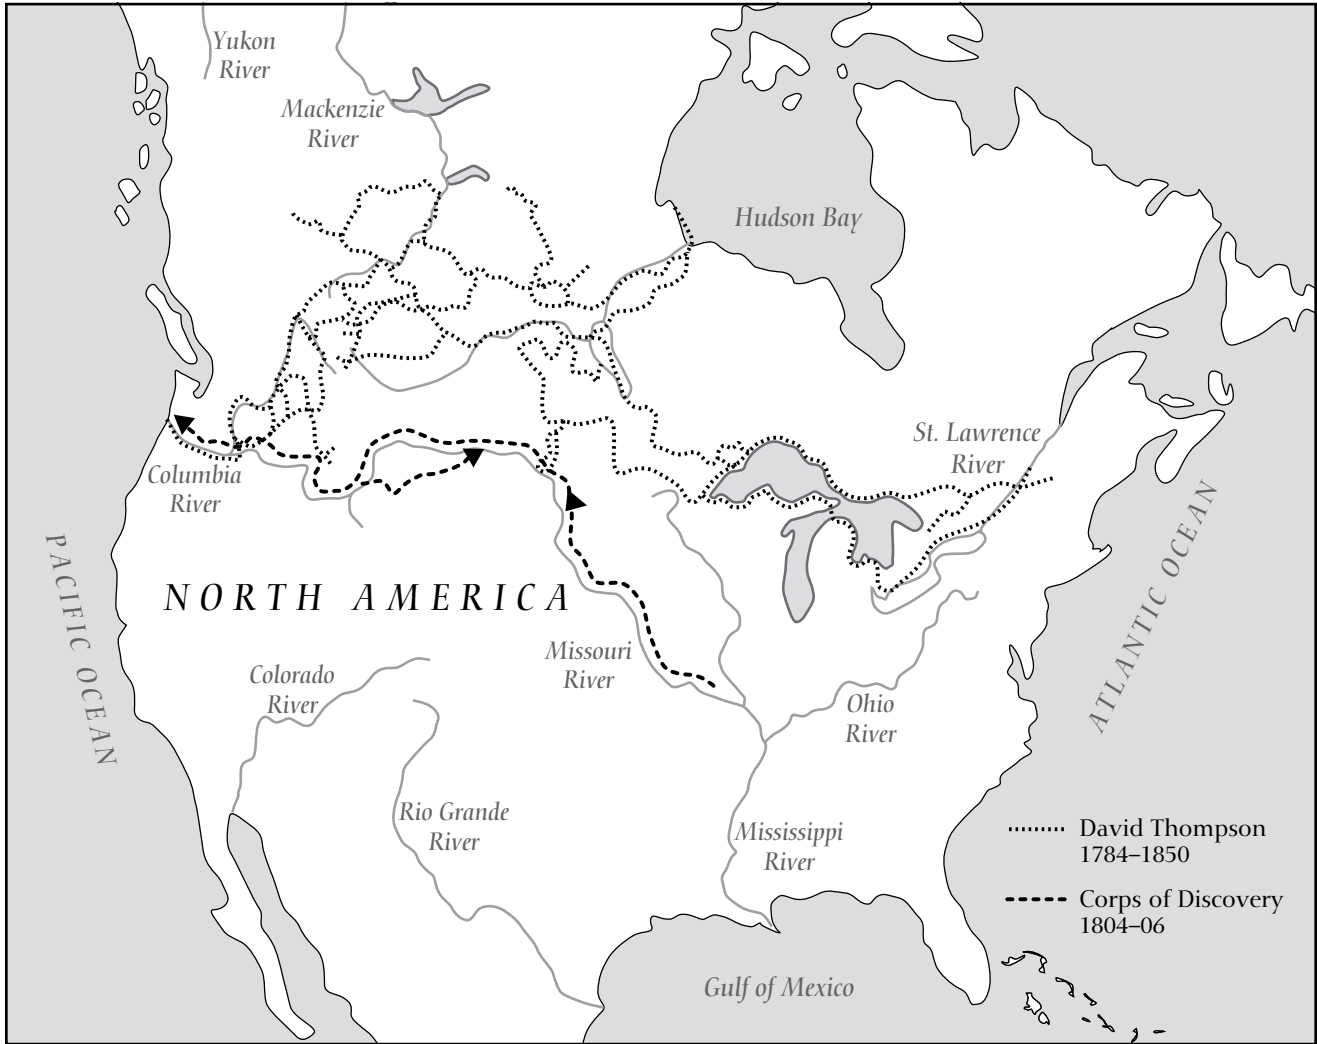 Yukon
River
Mackenzie
River
Hudson Bay
St. Lawrence
River
Columbia
River
PACIFIC OCEAN
NORTH AMERICA
ATLANTIC OCEAN
Missouri
River
Colorado
River
Ohio
River
Rio Grande
River
Mississippi
River
David Thompson
1784–1850
Corps of Discovery
1804–06
Gulf of Mexico